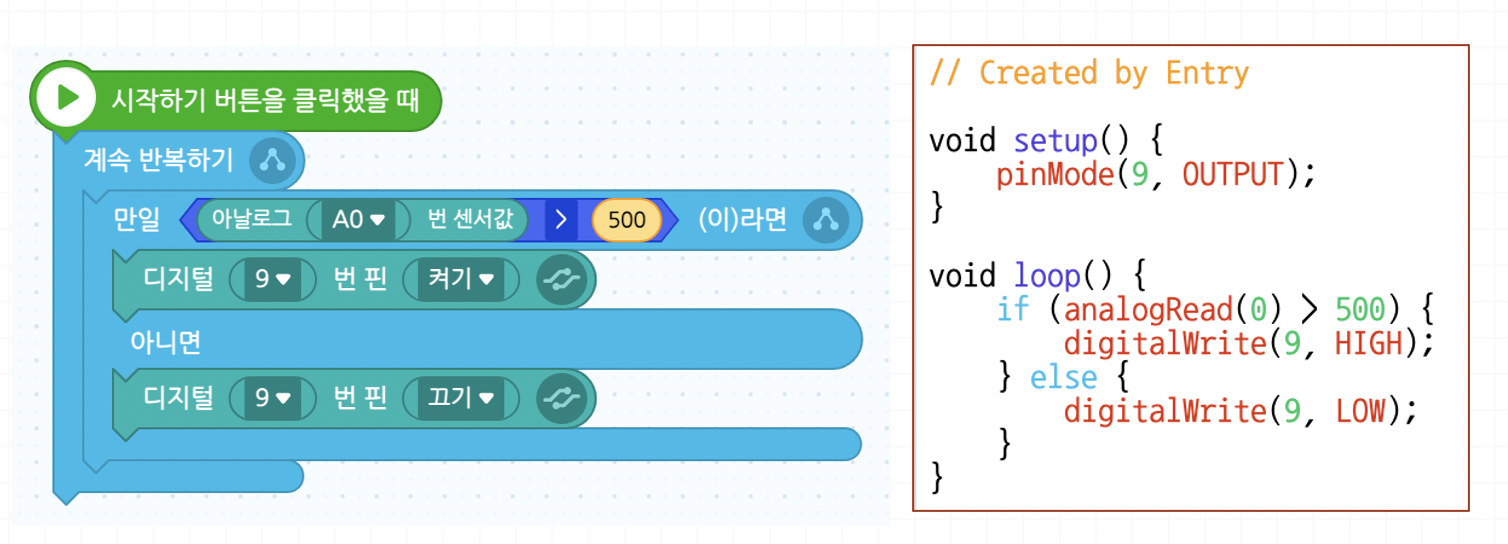 시작하기 버튼을 클릭했을 때
계속 반복하기
만일 아날로그 A0 번 센서값 > 500 (이)라면
디지털 9 번 핀 켜기
아니면
디지털 9 번 핀 끄기
// Created by Entry
void setup() {
    pinMode(9, OUTPUT);
}
void loop() {
    if (analogRead(0) > 500) {
        digitalWrite(9, HIGH);
    } else {
        digitalWrite(9, LOW);
    }
}